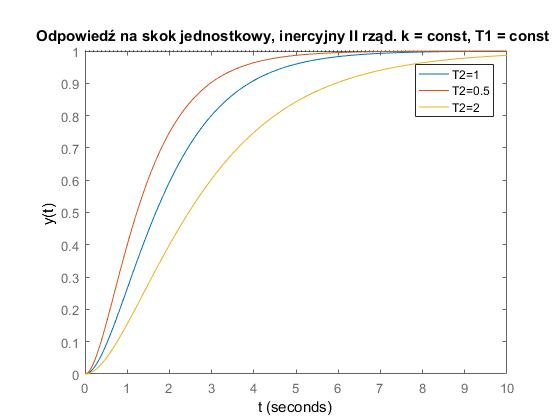 Odpowiedź na skok jednostkowy, inercyjny II rząd. k = const, T1 = const
1
0.9
0.8
0.7
0.6
0.5
0.4
0.3
0.2
0.1
0
y(t)
T2=1
T2=0.5
T2=2
0 1 2 3 4 5 6 7 8 9 10
t (seconds)